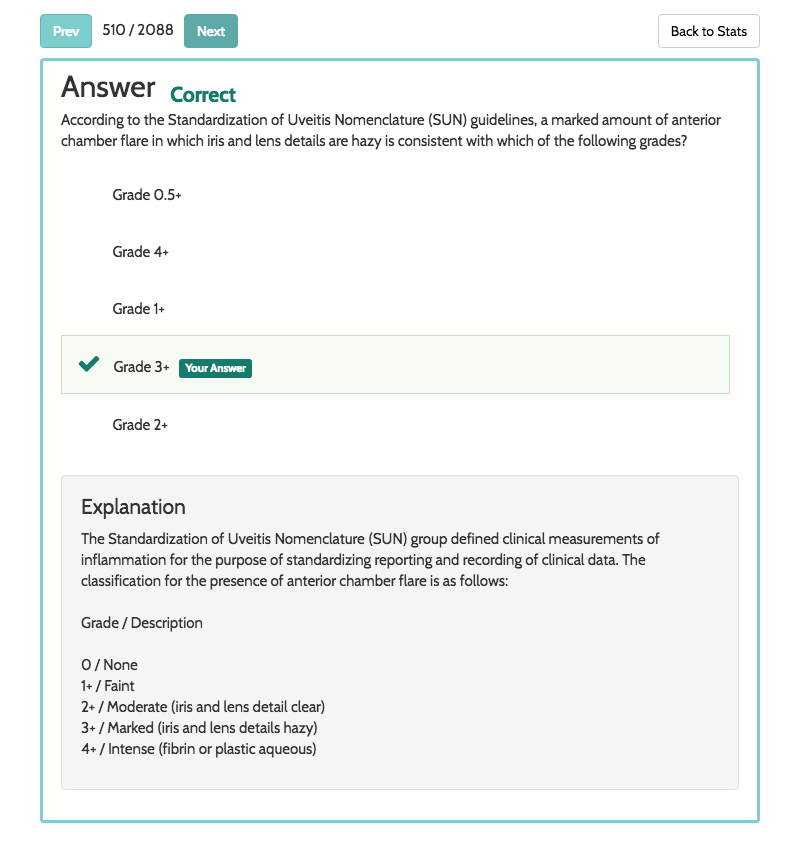 Prev 510 / 2088 Next Back to Stats
Answer Correct
According to the Standardization of Uveitis Nomenclature (SUN) guidelines, a marked amount of anterior
chamber flare in which iris and lens details are hazy is consistent with which of the following grades?
Grade 0.5+
Grade 4+
Grade 1+
Grade 3+ Your Answer
Grade 2+
Explanation
The Standardization of Uveitis Nomenclature (SUN) group defined clinical measurements of
inflammation for the purpose of standardizing reporting and recording of clinical data. The
classification for the presence of anterior chamber flare is as follows:
Grade / Description
0 / None
1+ / Faint
2+ / Moderate (iris and lens detail clear)
3+ / Marked (iris and lens details hazy)
4+ / Intense (fibrin or plastic aqueous)